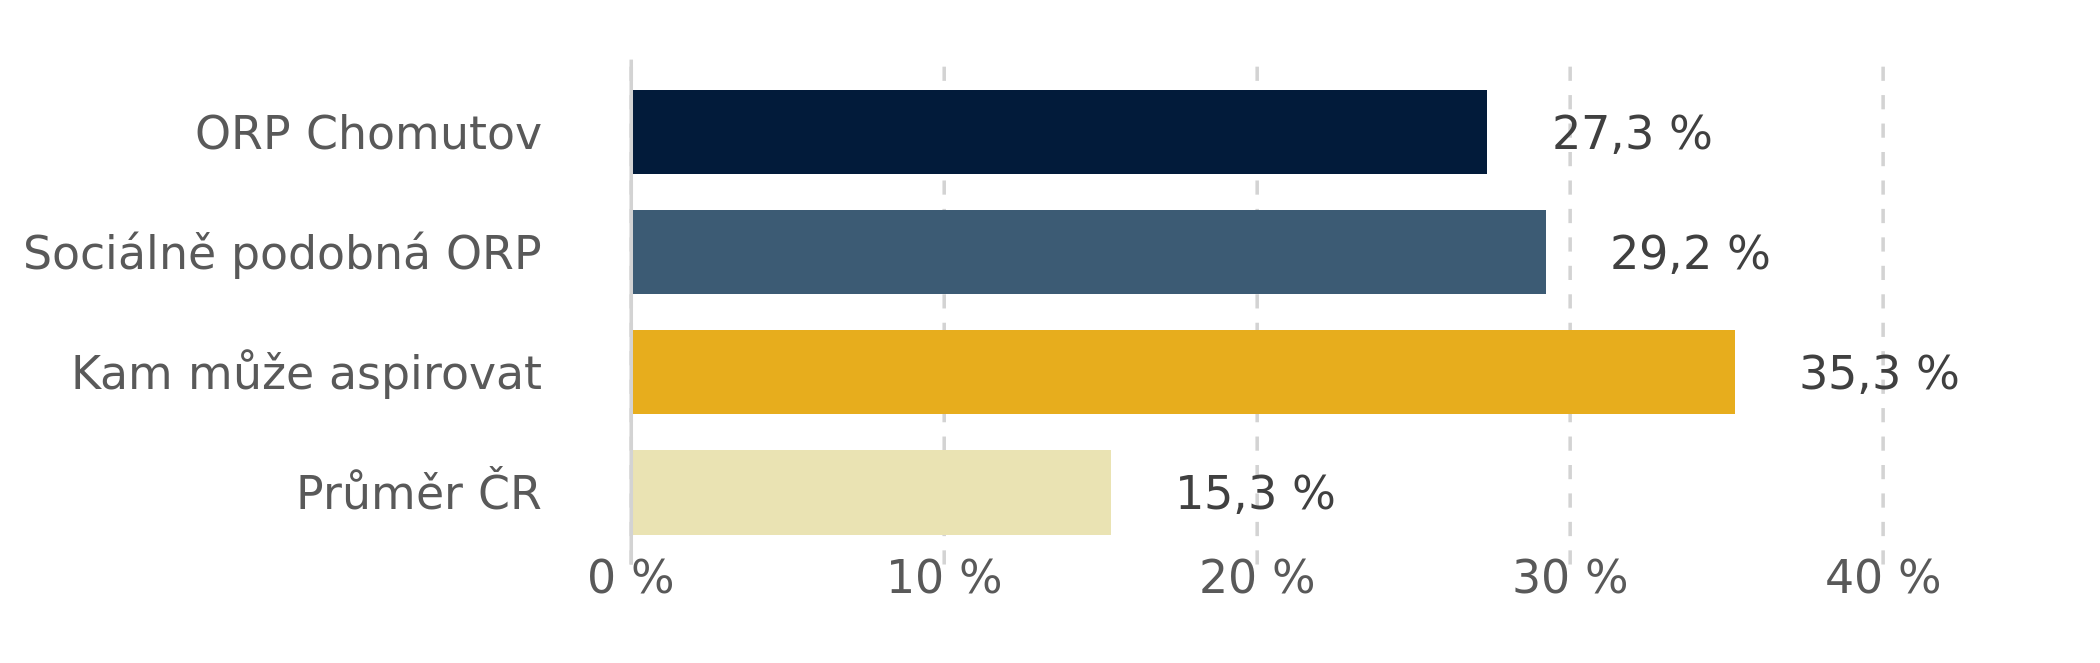 ORP Chomutov 27,3 %
Sociálně podobná ORP 29,2 %
Kam může aspirovat 35,3 %
Průměr ČR 15,3 %
0 % 10 % 20 % 30 % 40 %